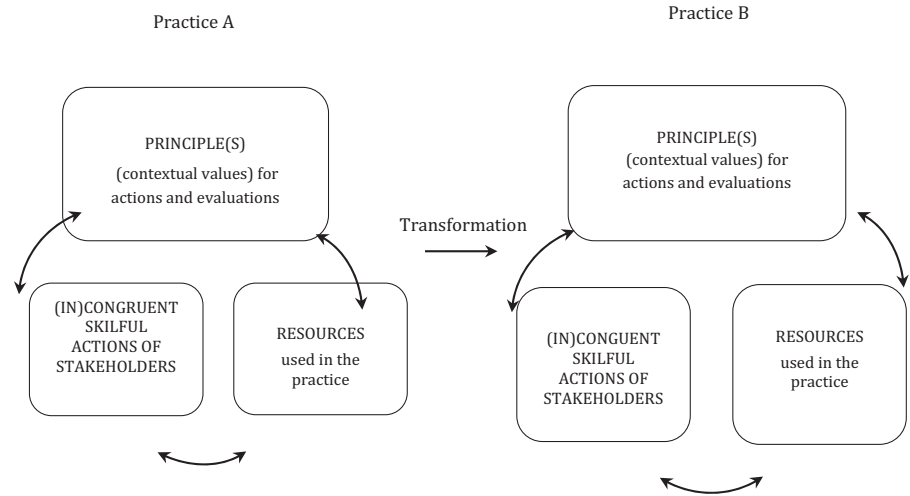 Practice A
PRINCIPLE(S)
(contextual values) for
actions and evaluations
(IN)CONGRUENT
SKILFUL
ACTIONS OF
STAKEHOLDERS
RESOURCES
used in the
practice
Transformation
Practice B
PRINCIPLE(S)
(contextual values) for
actions and evaluations
(IN)CONGUENT
SKILFUL
ACTIONS OF
STAKEHOLDERS
RESOURCES
used in the
practice